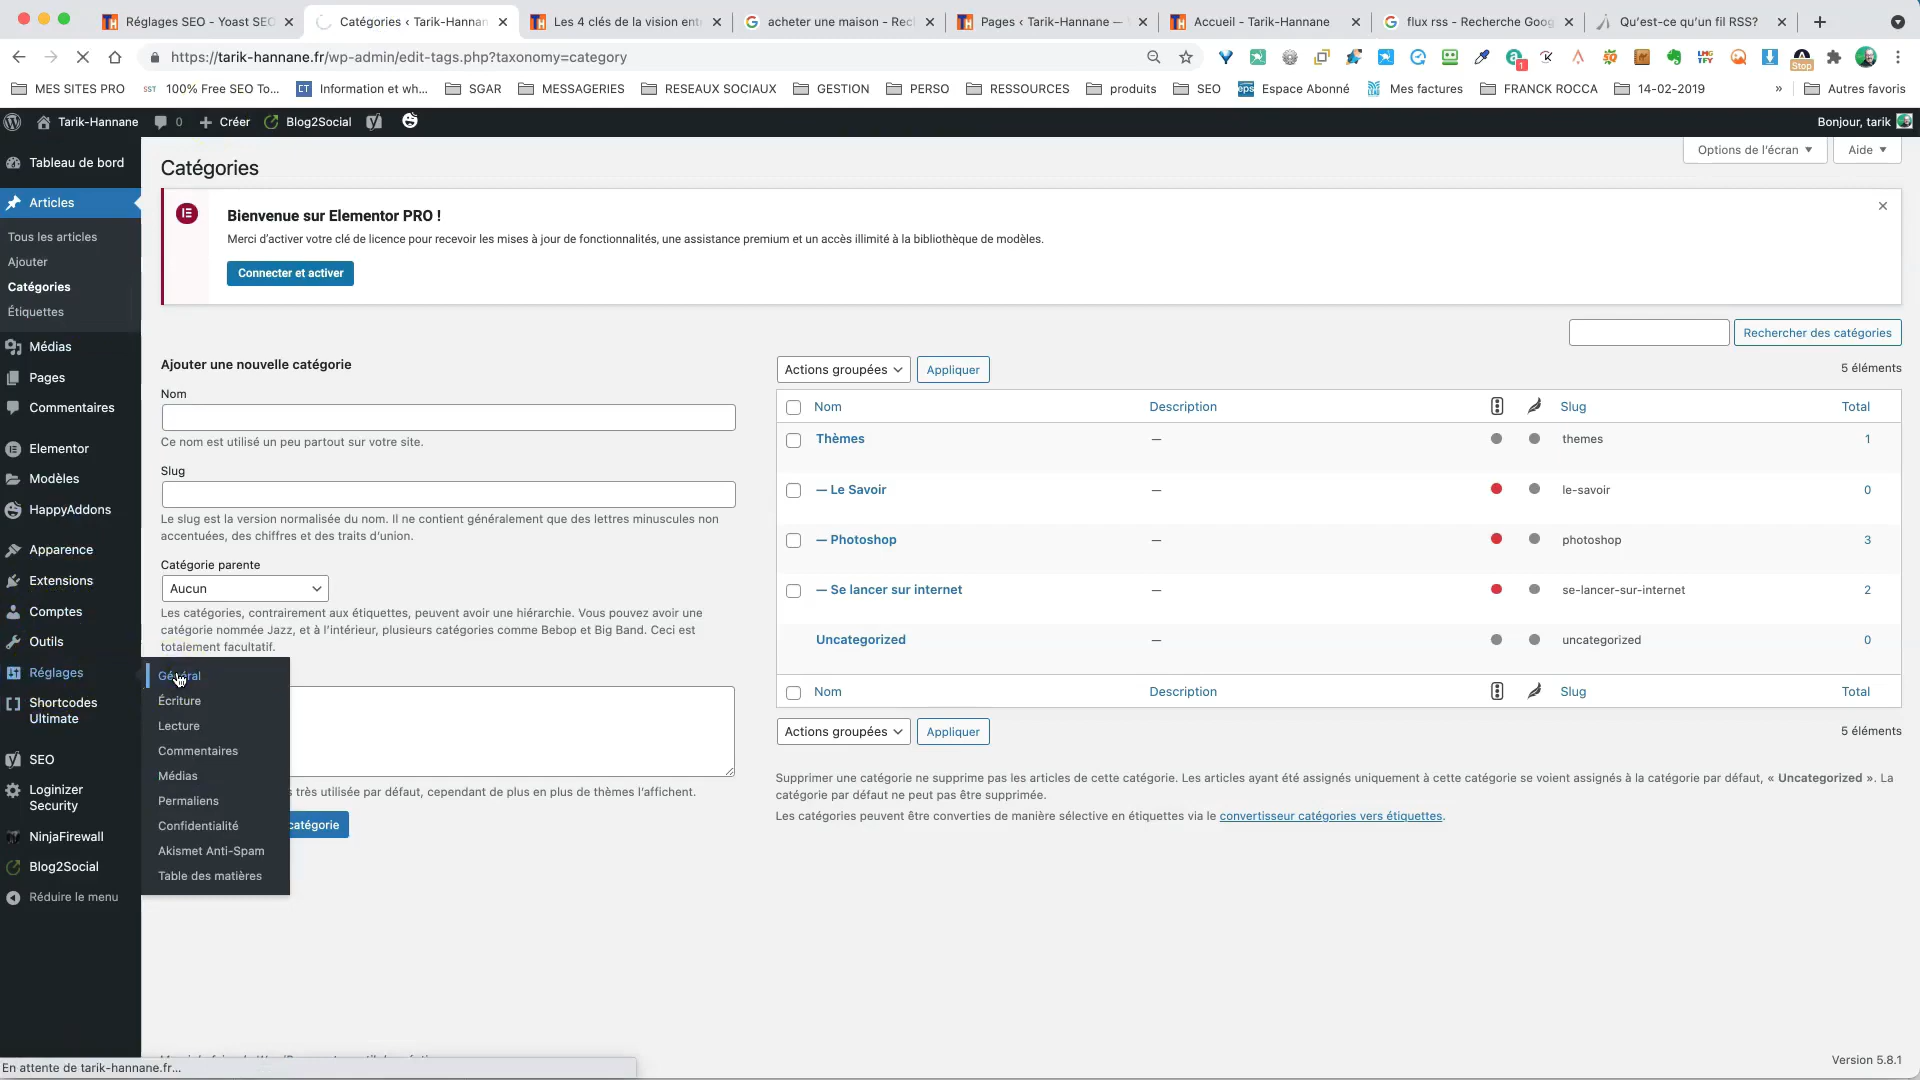 Réglages SEO - Yoast SEO
Catégories ‹ Tarik-Hannan
Les 4 clés de la vision ent
acheter une maison - Rec
Pages ‹ Tarik-Hannane —
Accueil - Tarik-Hannane
flux rss - Recherche Goog
Qu'est-ce qu'un fil RSS?
https://tarik-hannane.fr/wp-admin/edit-tags.php?taxonomy=category
MES SITES PRO
100% Free SEO To...
Information et wh...
SGAR
MESSAGERIES
RESEAUX SOCIAUX
GESTION
PERSO
RESSOURCES
produits
SEO
Espace Abonné
Mes factures
FRANCK ROCCA
14-02-2019
»
Autres favoris
Tarik-Hannane
0
Créer
Blog2Social
Bonjour, tarik
Tableau de bord
Articles
Tous les articles
Ajouter
Catégories
Étiquettes
Médias
Pages
Commentaires
Elementor
Modèles
HappyAddons
Apparence
Extensions
Comptes
Outils
Réglages
Shortcodes
Ultimate
SEO
Loginizer
Security
NinjaFirewall
Blog2Social
Réduire le menu
Général
Écriture
Lecture
Commentaires
Médias
Permaliens
Confidentialité
Akismet Anti-Spam
Table des matières
Options de l'écran
Aide
Catégories
Bienvenue sur Elementor PRO !
Merci d'activer votre clé de licence pour recevoir les mises à jour de fonctionnalités, une assistance premium et un accès illimité à la bibliothèque de modèles.
Connecter et activer
Rechercher des catégories
Ajouter une nouvelle catégorie
Nom
Ce nom est utilisé un peu partout sur votre site.
Slug
Le slug est la version normalisée du nom. Il ne contient généralement que des lettres minuscules non
accentuées, des chiffres et des traits d'union.
Catégorie parente
Aucun
Les catégories, contrairement aux étiquettes, peuvent avoir une hiérarchie. Vous pouvez avoir une
catégorie nommée Jazz, et à l'intérieur, plusieurs catégories comme Bebop et Big Band. Ceci est
totalement facultatif.
très utilisée par défaut, cependant de plus en plus de thèmes l'affichent.
catégorie
Actions groupées
Appliquer
5 éléments
Nom
Description
Slug
Total
Thèmes
—
themes
1
— Le Savoir
—
le-savoir
0
— Photoshop
—
photoshop
3
— Se lancer sur internet
—
se-lancer-sur-internet
2
Uncategorized
—
uncategorized
0
Nom
Description
Slug
Total
Actions groupées
Appliquer
5 éléments
Supprimer une catégorie ne supprime pas les articles de cette catégorie. Les articles ayant été assignés uniquement à cette catégorie se voient assignés à la catégorie par défaut, « Uncategorized ». La
catégorie par défaut ne peut pas être supprimée.
Les catégories peuvent être converties de manière sélective en étiquettes via le convertisseur catégories vers étiquettes.
En attente de tarik-hannane.fr...
Version 5.8.1